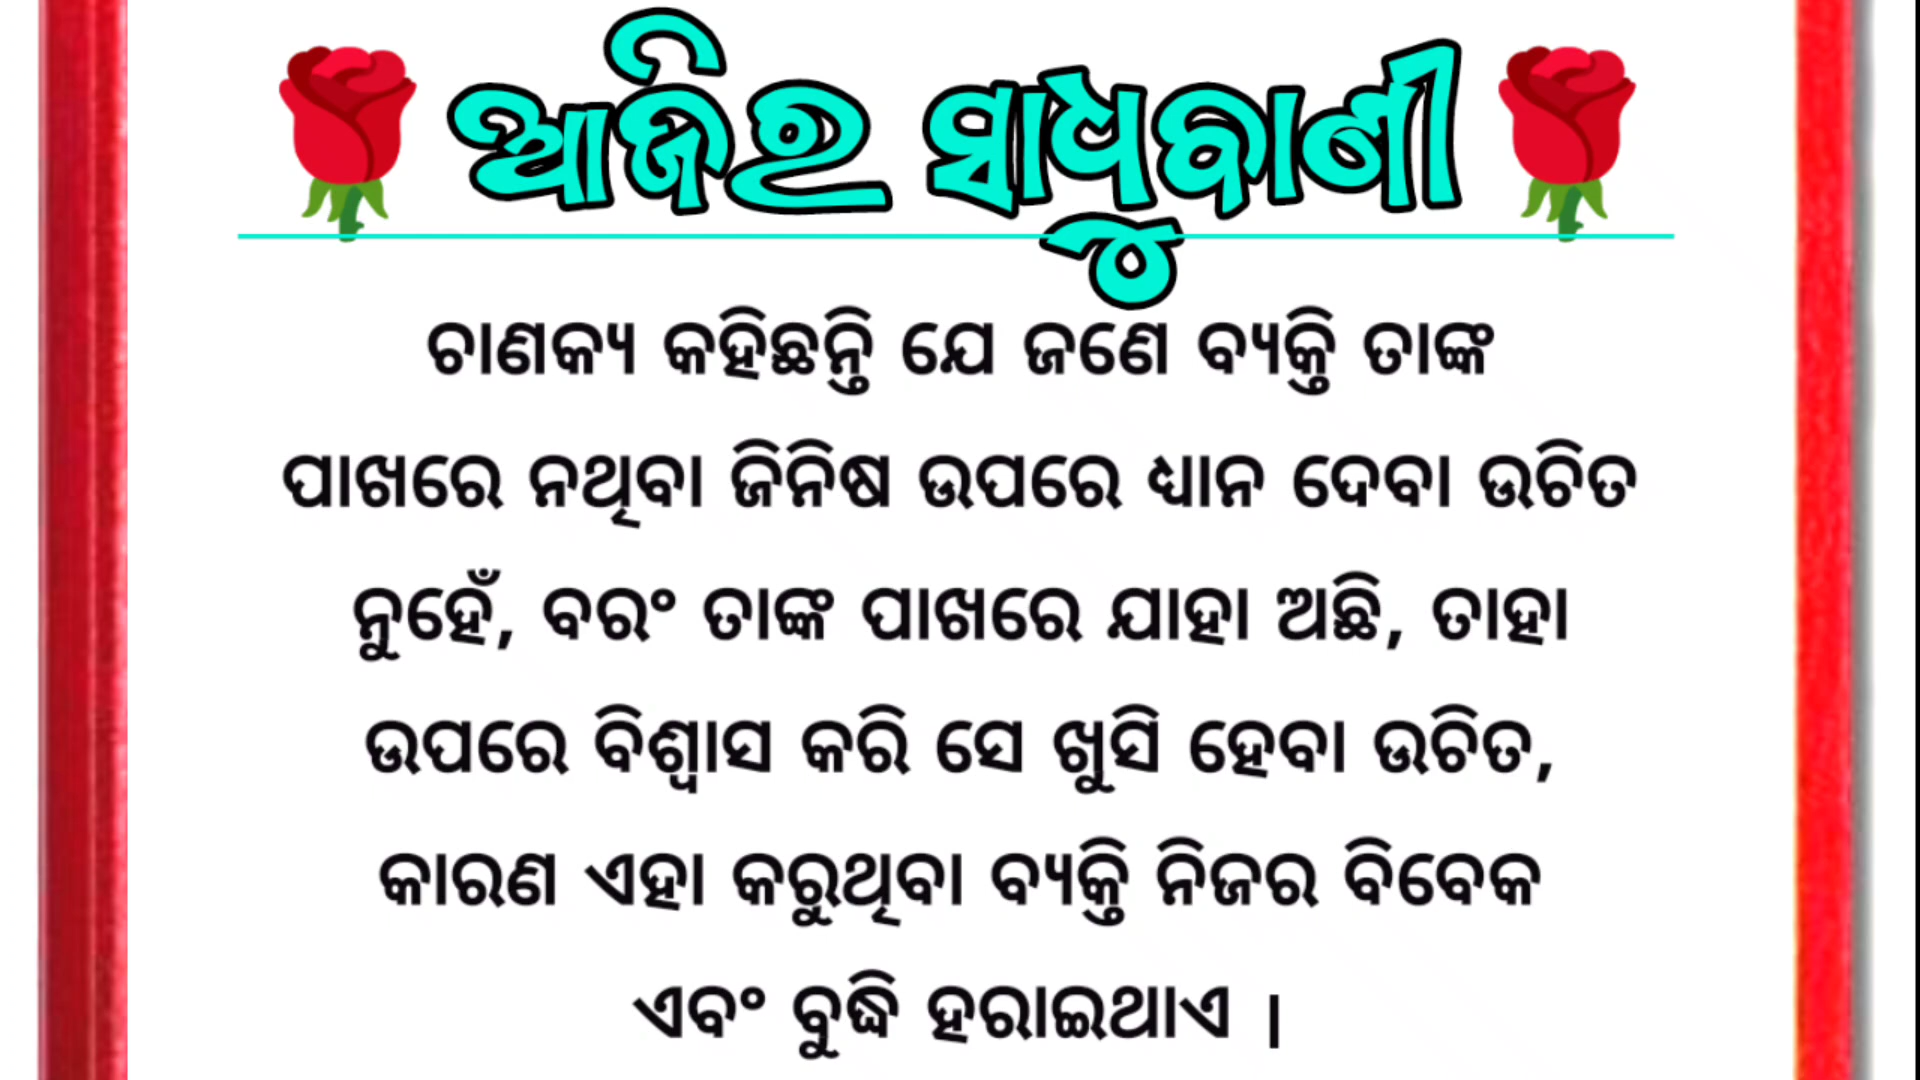 ଆଜିର ସାଧୁବାଣୀ
ଚାଣକ୍ୟ କହିଛନ୍ତି ଯେ ଜଣେ ବ୍ୟକ୍ତି ତାଙ୍କ
ପାଖରେ ନଥିବା ଜିନିଷ ଉପରେ ଧ୍ୟାନ ଦେବା ଉଚିତ
ନୁହେଁ, ବରଂ ତାଙ୍କ ପାଖରେ ଯାହା ଅଛି, ତାହା
ଉପରେ ବିଶ୍ୱାସ କରି ସେ ଖୁସି ହେବା ଉଚିତ,
କାରଣ ଏହା କରୁଥିବା ବ୍ୟକ୍ତି ନିଜର ବିବେକ
ଏବଂ ବୁଦ୍ଧି ହରାଇଥାଏ |